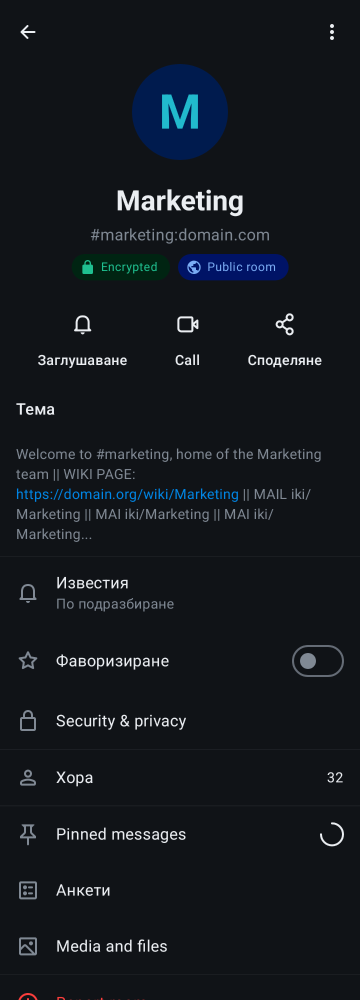 M
Marketing
#marketing:domain.com
Encrypted
Public room
Заглушаване
Call
Споделяне
Тема
Welcome to #marketing, home of the Marketing
team || WIKI PAGE:
https://domain.org/wiki/Marketing || MAIL iki/
Marketing || MAI iki/Marketing || MAI iki/
Marketing...
Известия
По подразбиране
Фаворизиране
Security & privacy
Хора 32
Pinned messages
Анкети
Media and files